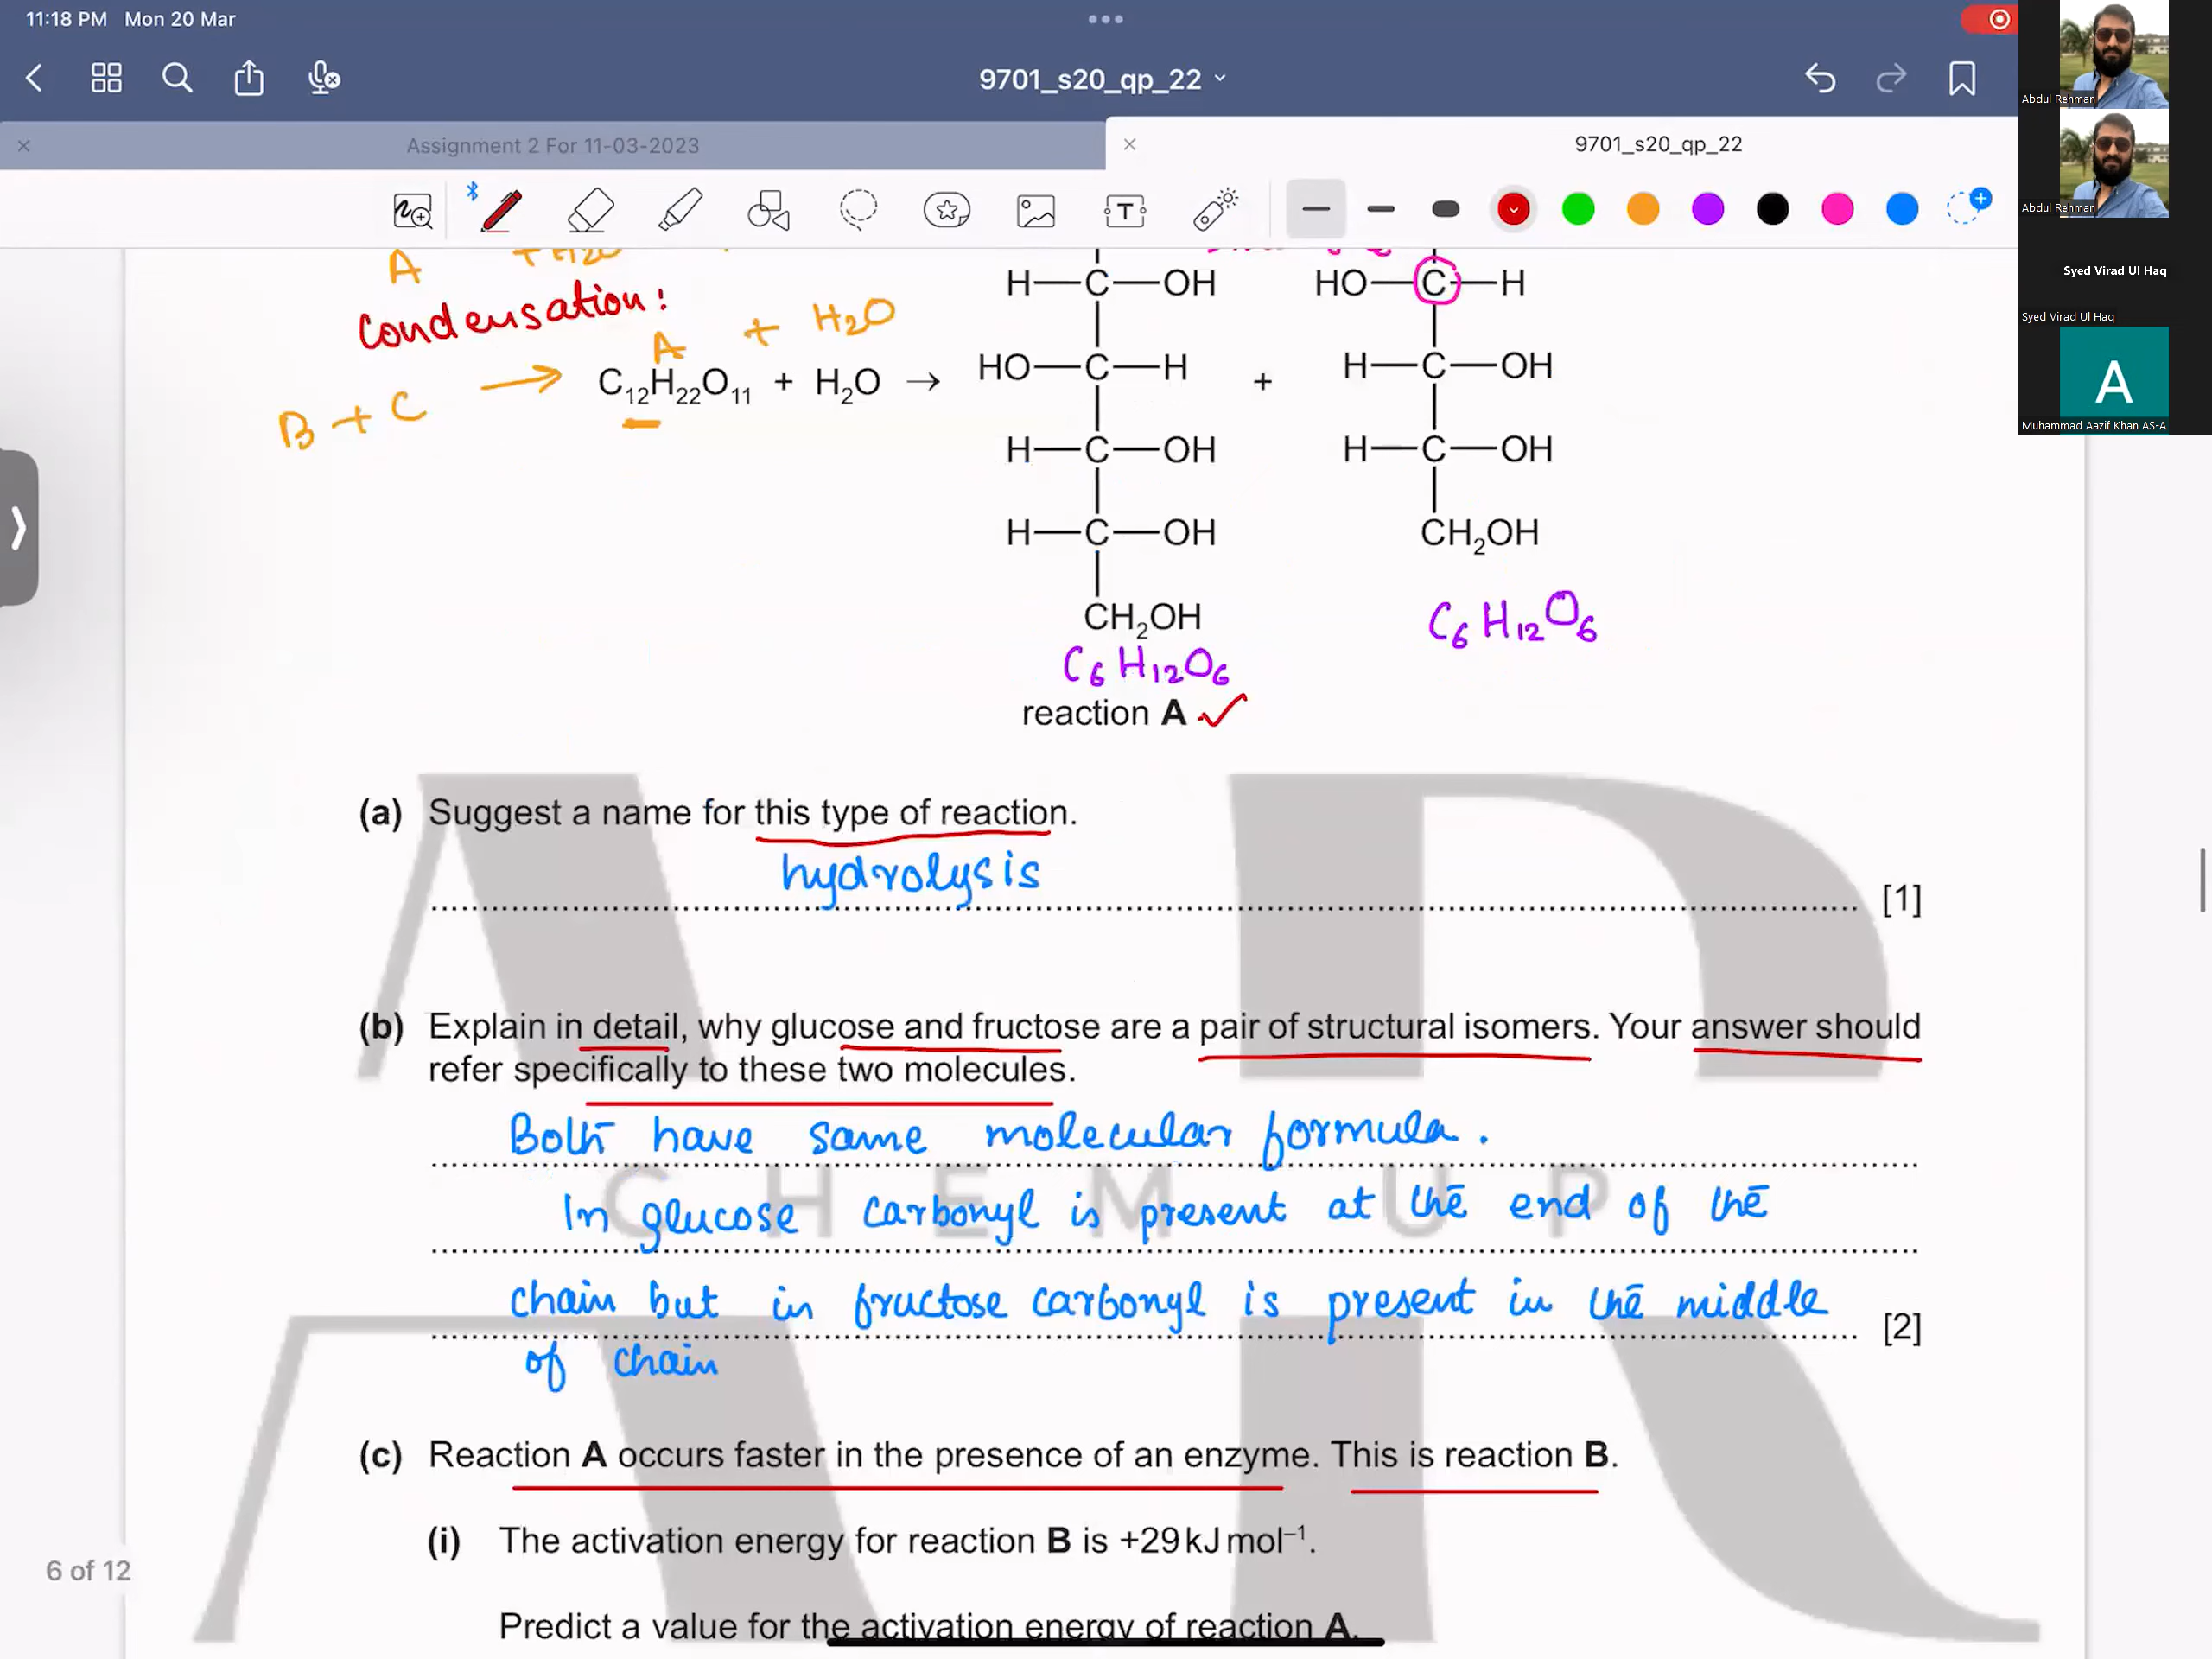 11:18 PM Mon 20 Mar
9701_s20_qp_22
Assignment 2 For 11-03-2023
9701_s20_qp_22
T
Abdul Rehman
Abdul Rehman
Syed Virad Ul Haq
Syed Virad Ul Haq
A
Muhammad Aazif Khan AS-A
A + H2O
Condensation:
B + C → A + H2O
C12H22O11 + H2O →
H—C—OH
HO—C—H
H—C—OH
H—C—OH
CH2OH
C6H12O6
+
HO—C—H
H—C—OH
H—C—OH
CH2OH
C6H12O6
reaction A ✓
(a) Suggest a name for this type of reaction.
hydrolysis
[1]
(b) Explain in detail, why glucose and fructose are a pair of structural isomers. Your answer should
refer specifically to these two molecules.
Both have same molecular formula.
In glucose carbonyl is present at the end of the
chain but in fructose carbonyl is present in the middle
[2]
of chain
AR
CHEM UP
AR
(c) Reaction A occurs faster in the presence of an enzyme. This is reaction B.
(i) The activation energy for reaction B is +29 kJ mol⁻¹.
6 of 12
Predict a value for the activation energy of reaction A.